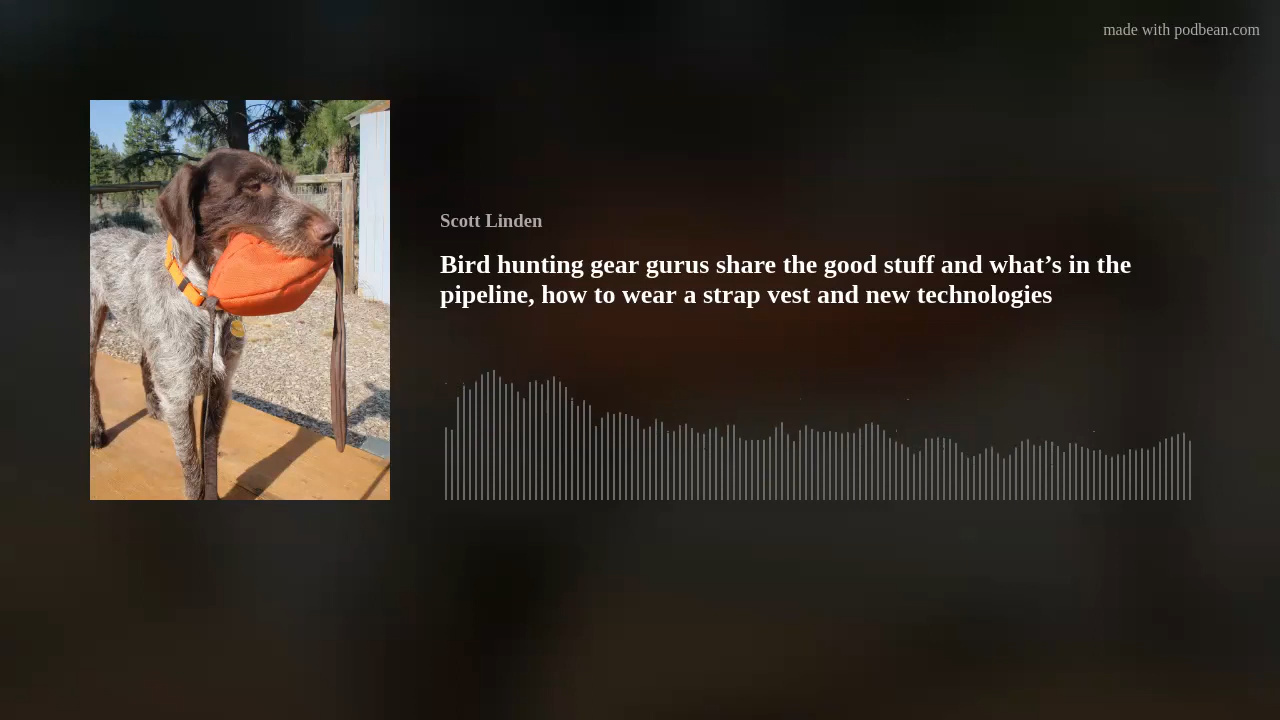 made with podbean.com
Scott Linden
Bird hunting gear gurus share the good stuff and what’s in the
pipeline, how to wear a strap vest and new technologies